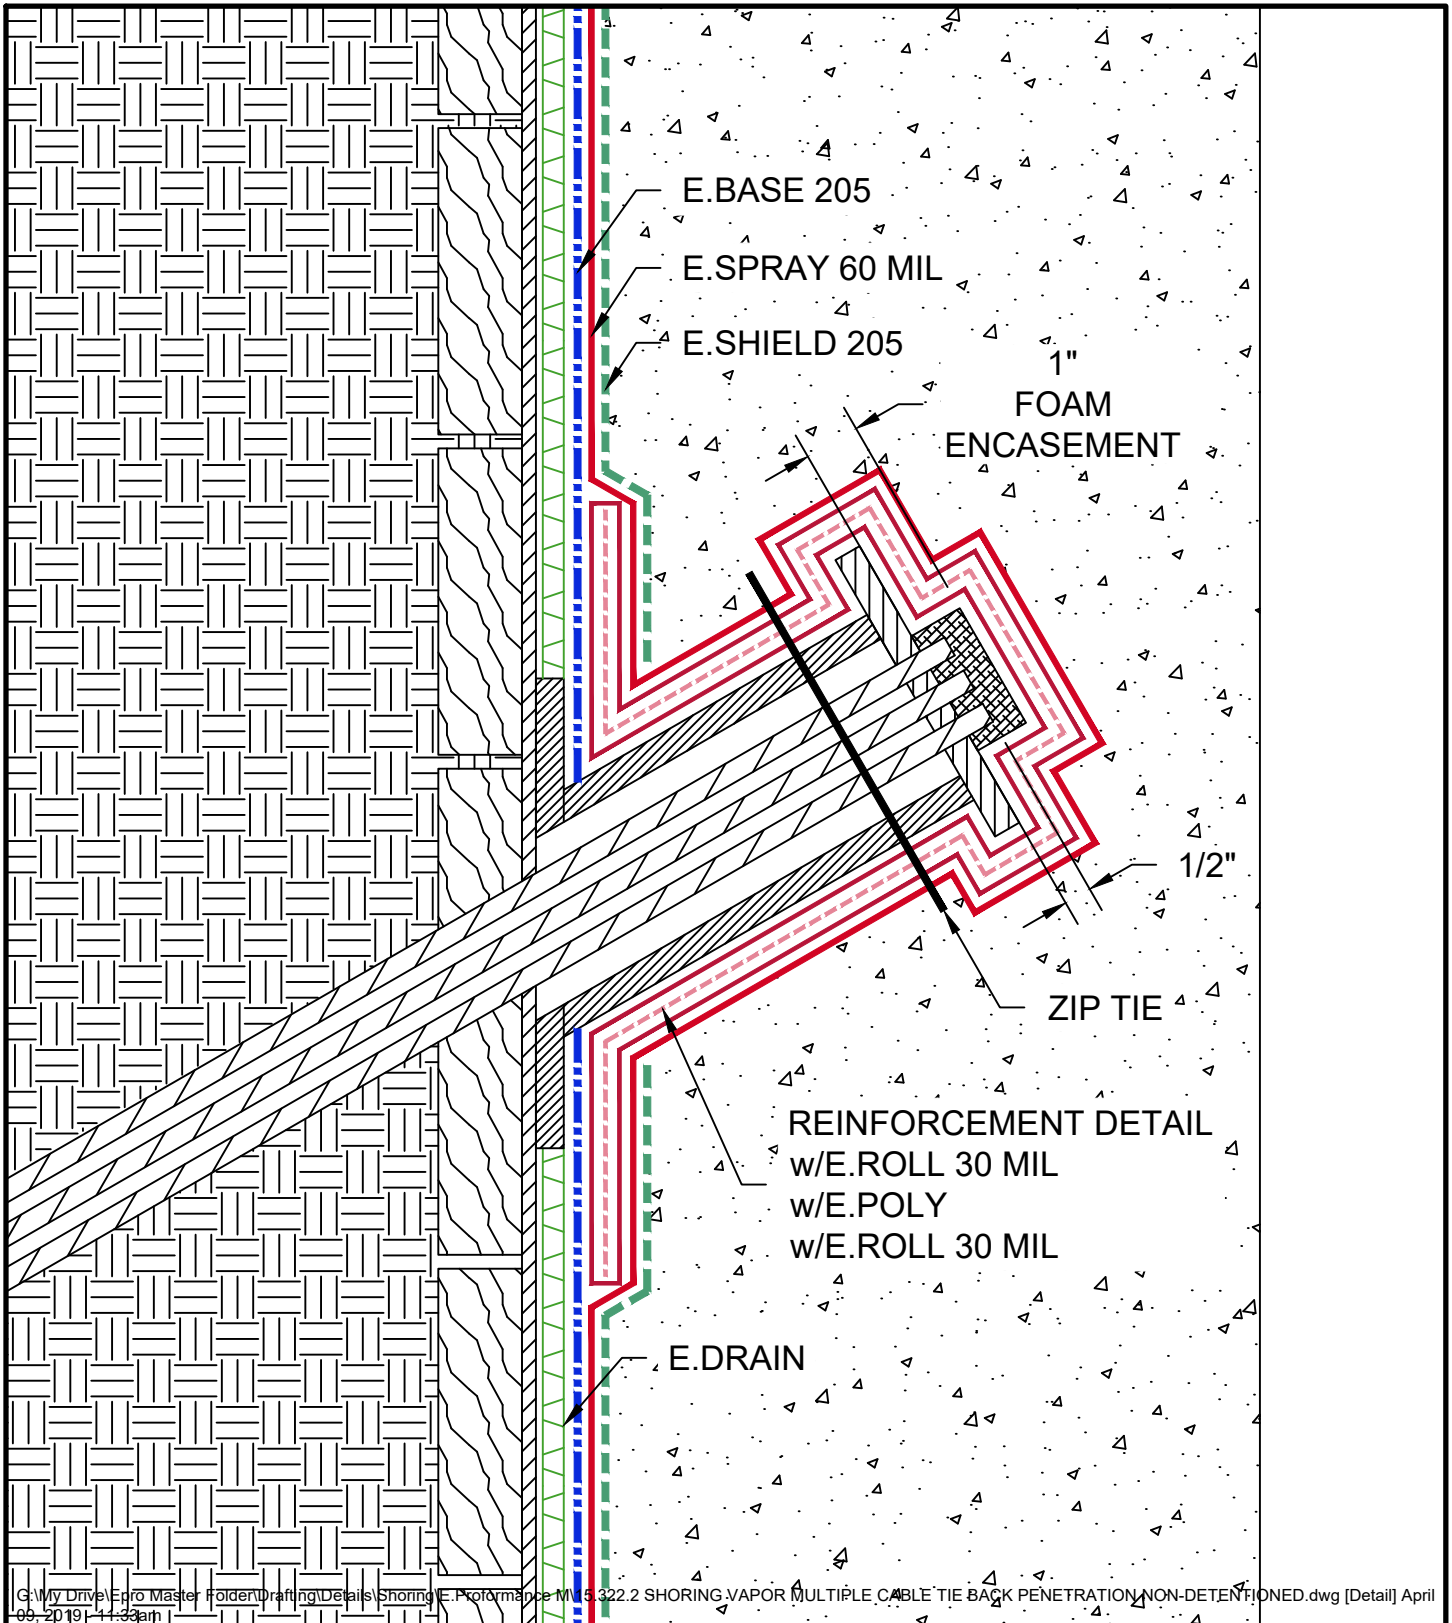 E.BASE 205
E.SPRAY 60 MIL
E.SHIELD 205
1"
FOAM
ENCASEMENT
1/2"
ZIP TIE
REINFORCEMENT DETAIL
w/E.ROLL 30 MIL
w/E.POLY
w/E.ROLL 30 MIL
E.DRAIN
G:\My Drive\Epro Master Folder\Drafting\Details\Shoring\E.Proformance M\15.322.2 SHORING VAPOR MULTIPLE CABLE TIE BACK PENETRATION NON-DETENTIONED.dwg [Detail] April
09, 2019 - 11:33am